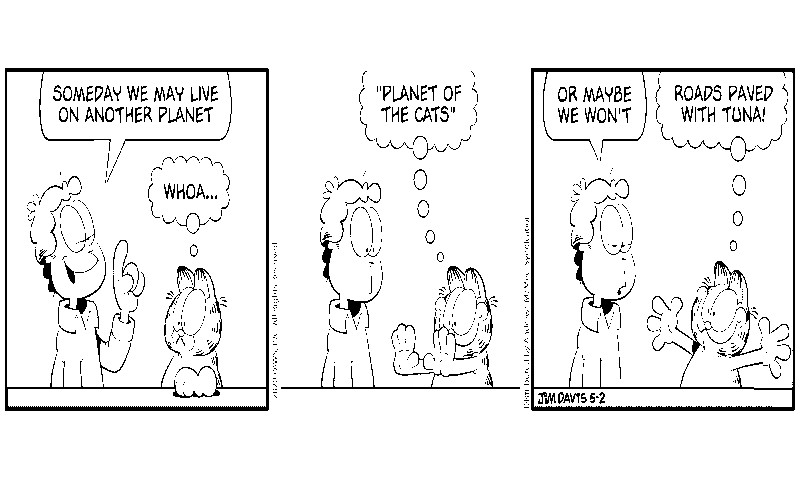 SOMEDAY WE MAY LIVE
ON ANOTHER PLANET
WHOA...
"PLANET OF
THE CATS"
OR MAYBE
WE WON'T
ROADS PAVED
WITH TUNA!
JIM DAVIS 5-2